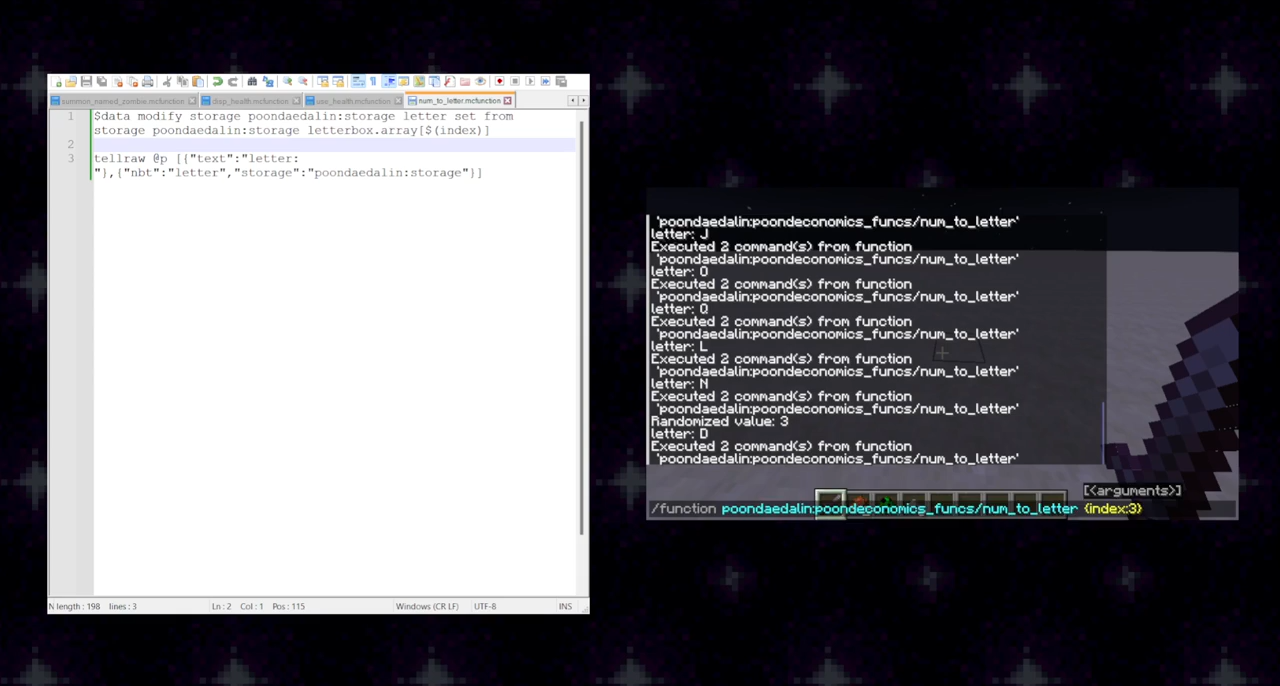 summon_named_zombie.mcfunction disp_health.mcfunction use_health.mcfunction num_to_letter.mcfunction
1 $data modify storage poondaedalin:storage letter set from
storage poondaedalin:storage letterbox.array[$(index)]
2
3 tellraw @p [{"text":"letter:
"},{"nbt":"letter","storage":"poondaedalin:storage"}]
N length : 198 lines : 3 Ln : 2 Col : 1 Pos : 115 Windows (CR LF) UTF-8 INS
'poondaedalin:poondeconomics_funcs/num_to_letter'
letter: J
Executed 2 command(s) from function
'poondaedalin:poondeconomics_funcs/num_to_letter'
letter: O
Executed 2 command(s) from function
'poondaedalin:poondeconomics_funcs/num_to_letter'
letter: Q
Executed 2 command(s) from function
'poondaedalin:poondeconomics_funcs/num_to_letter'
letter: L
Executed 2 command(s) from function
'poondaedalin:poondeconomics_funcs/num_to_letter'
letter: N
Executed 2 command(s) from function
'poondaedalin:poondeconomics_funcs/num_to_letter'
Randomized value: 3
letter: D
Executed 2 command(s) from function
'poondaedalin:poondeconomics_funcs/num_to_letter'
[<arguments>]
/function poondaedalin:poondeconomics_funcs/num_to_letter {index:3}